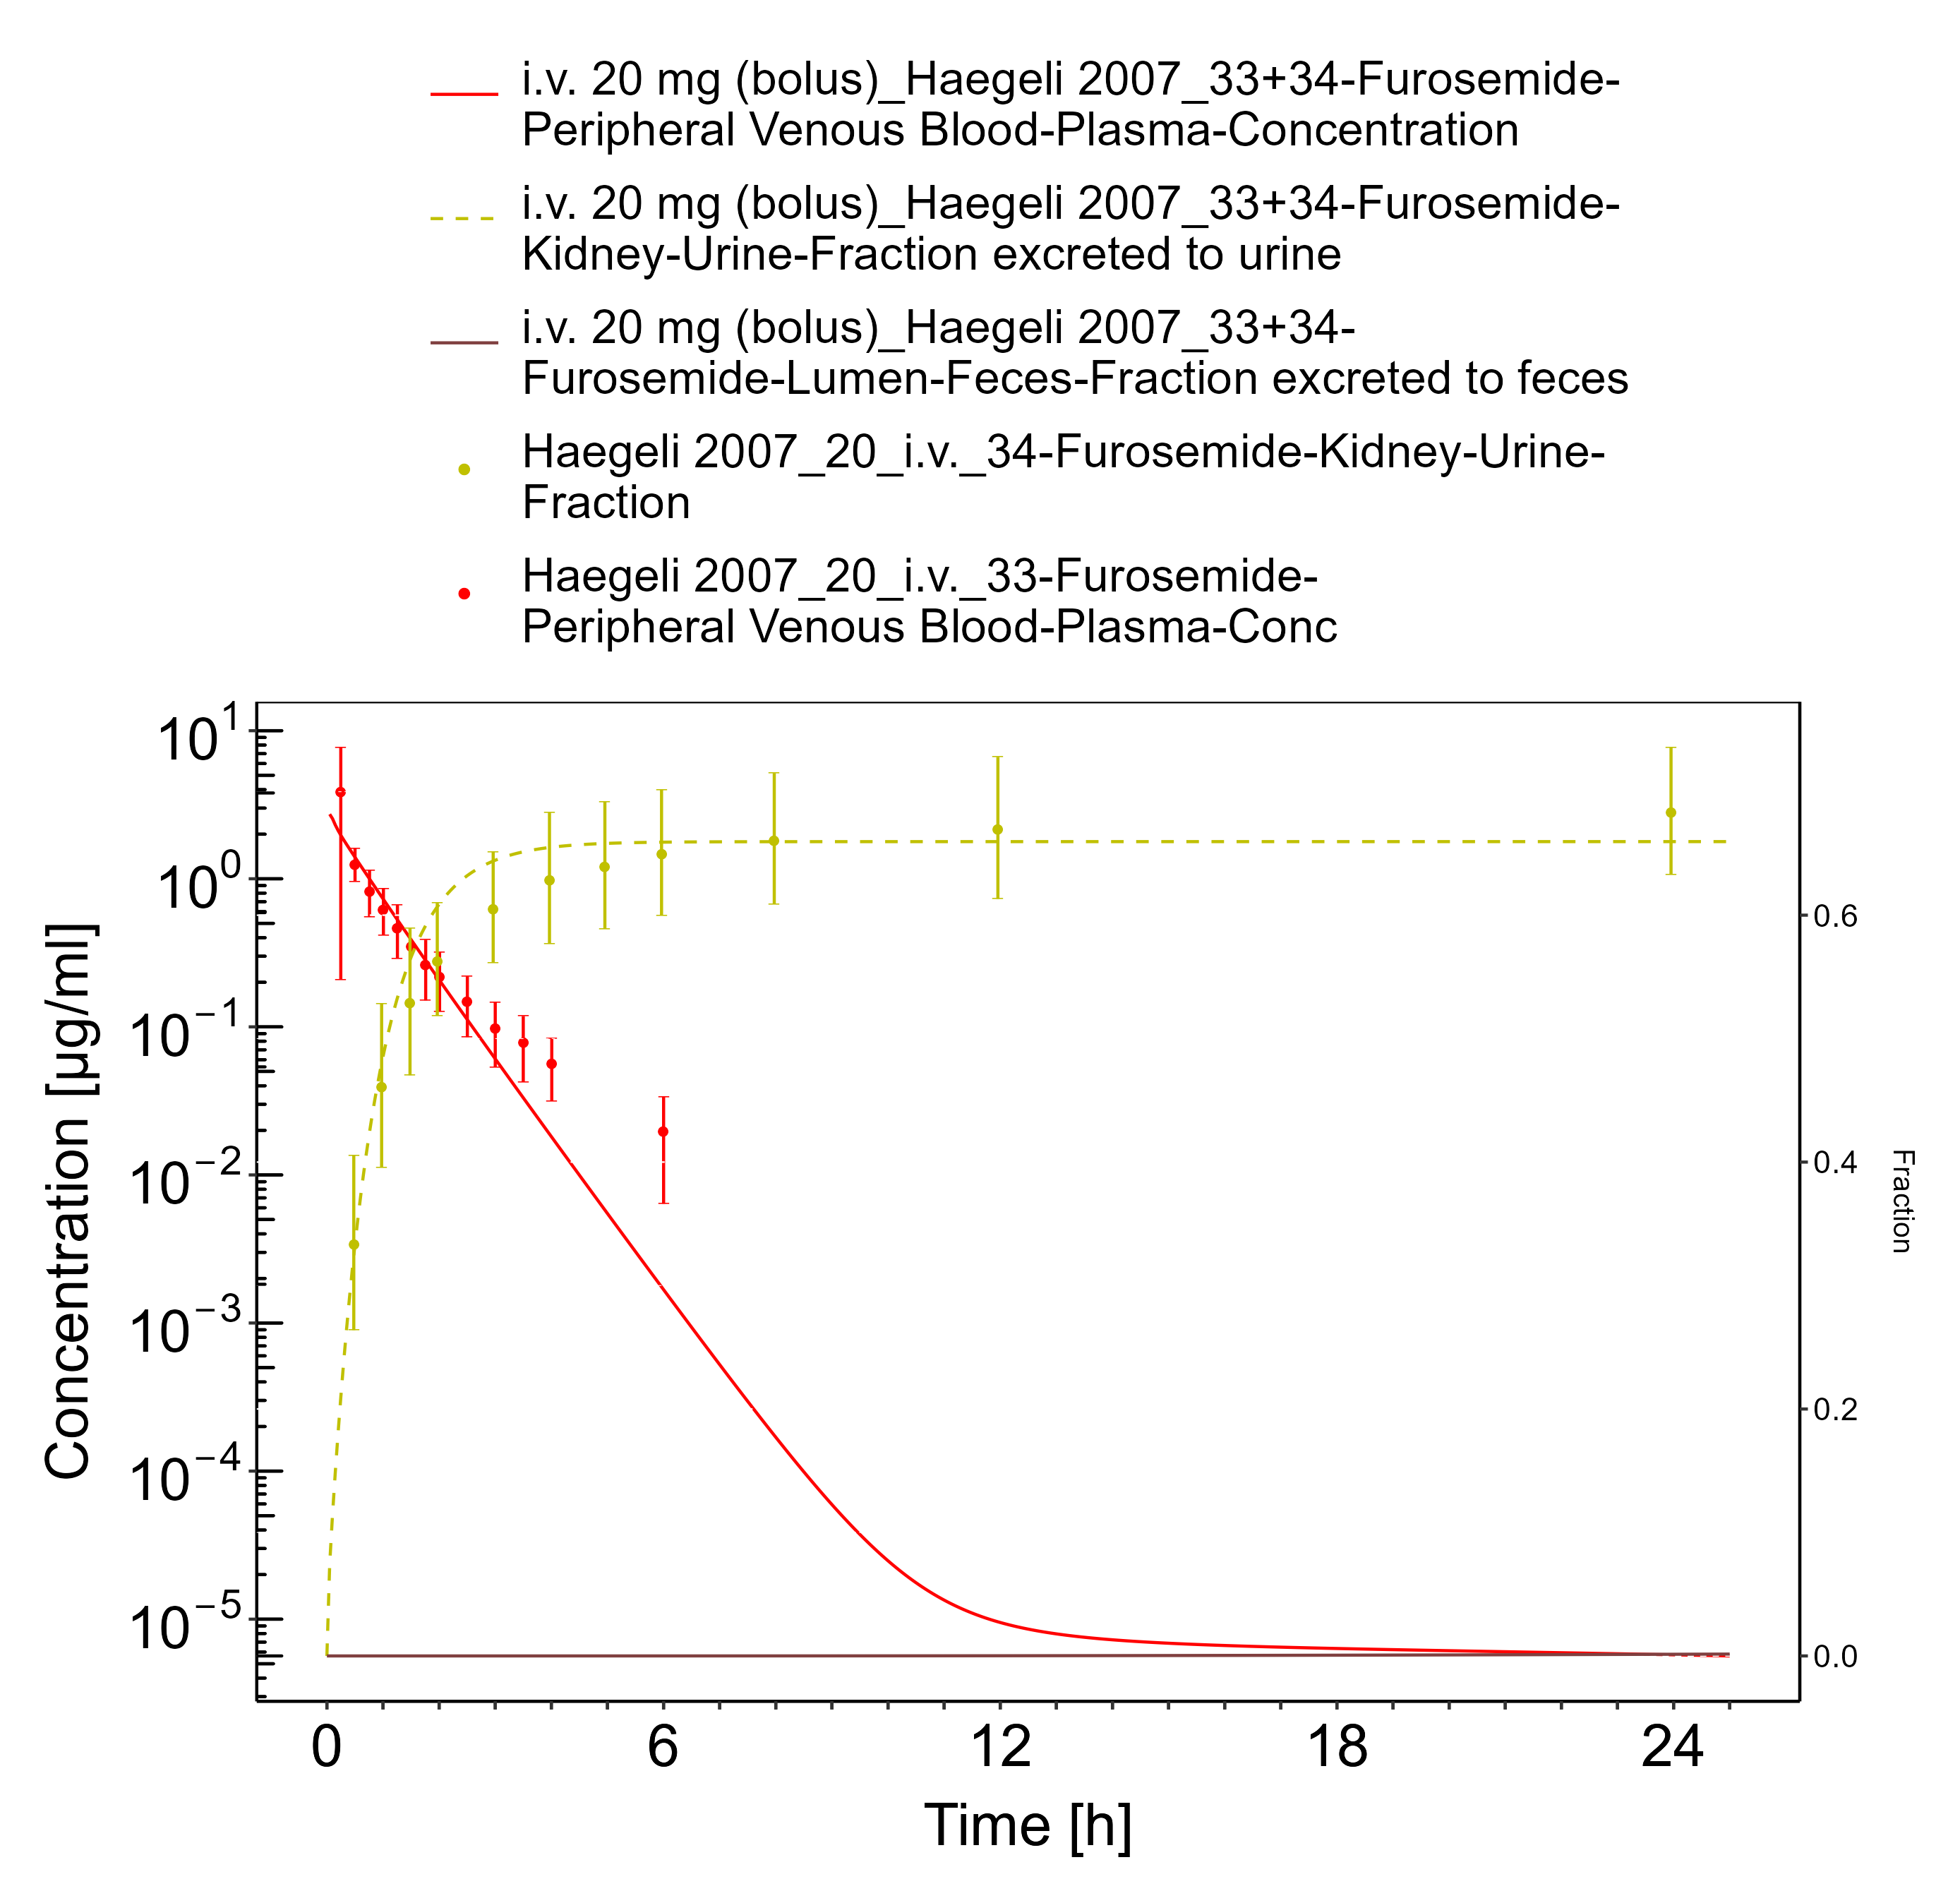 i.v. 20 mg (bolus)_Haegeli 2007_33+34-Furosemide-
Peripheral Venous Blood-Plasma-Concentration
i.v. 20 mg (bolus)_Haegeli 2007_33+34-Furosemide-
Kidney-Urine-Fraction excreted to urine
i.v. 20 mg (bolus)_Haegeli 2007_33+34-
Furosemide-Lumen-Feces-Fraction excreted to feces
Haegeli 2007_20_i.v._34-Furosemide-Kidney-Urine-
Fraction
Haegeli 2007_20_i.v._33-Furosemide-
Peripheral Venous Blood-Plasma-Conc
10¹
10⁰
10⁻¹
10⁻²
10⁻³
10⁻⁴
10⁻⁵
Concentration [µg/ml]
0.6
0.4
0.2
0.0
Fraction
0 6 12 18 24
Time [h]